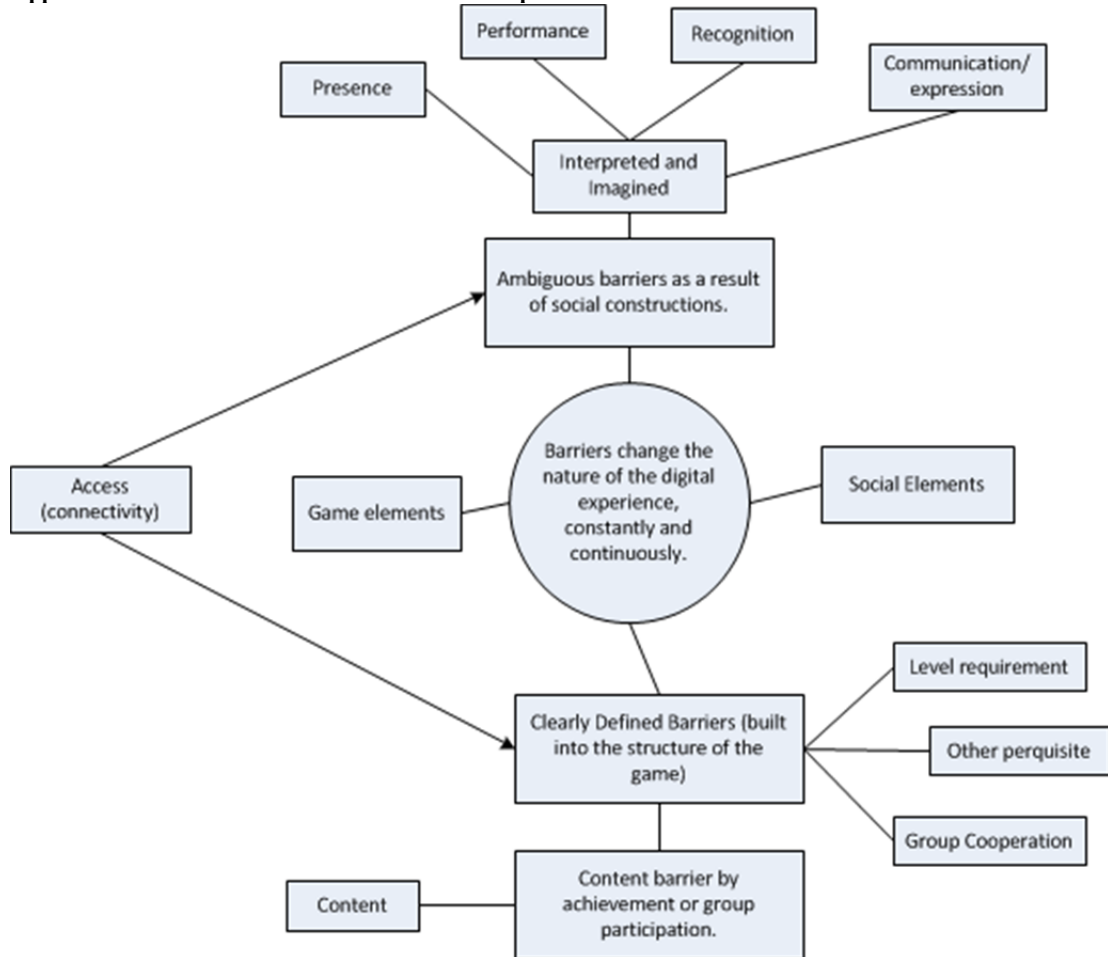 Performance
Recognition
Communication/
expression
Presence
Interpreted and
Imagined
Ambiguous barriers as a result
of social constructions.
Barriers change the
nature of the digital
experience,
constantly and
continuously.
Access
(connectivity)
Game elements
Social Elements
Clearly Defined Barriers (built
into the structure of the
game)
Level requirement
Other perquisite
Group Cooperation
Content barrier by
achievement or group
participation.
Content